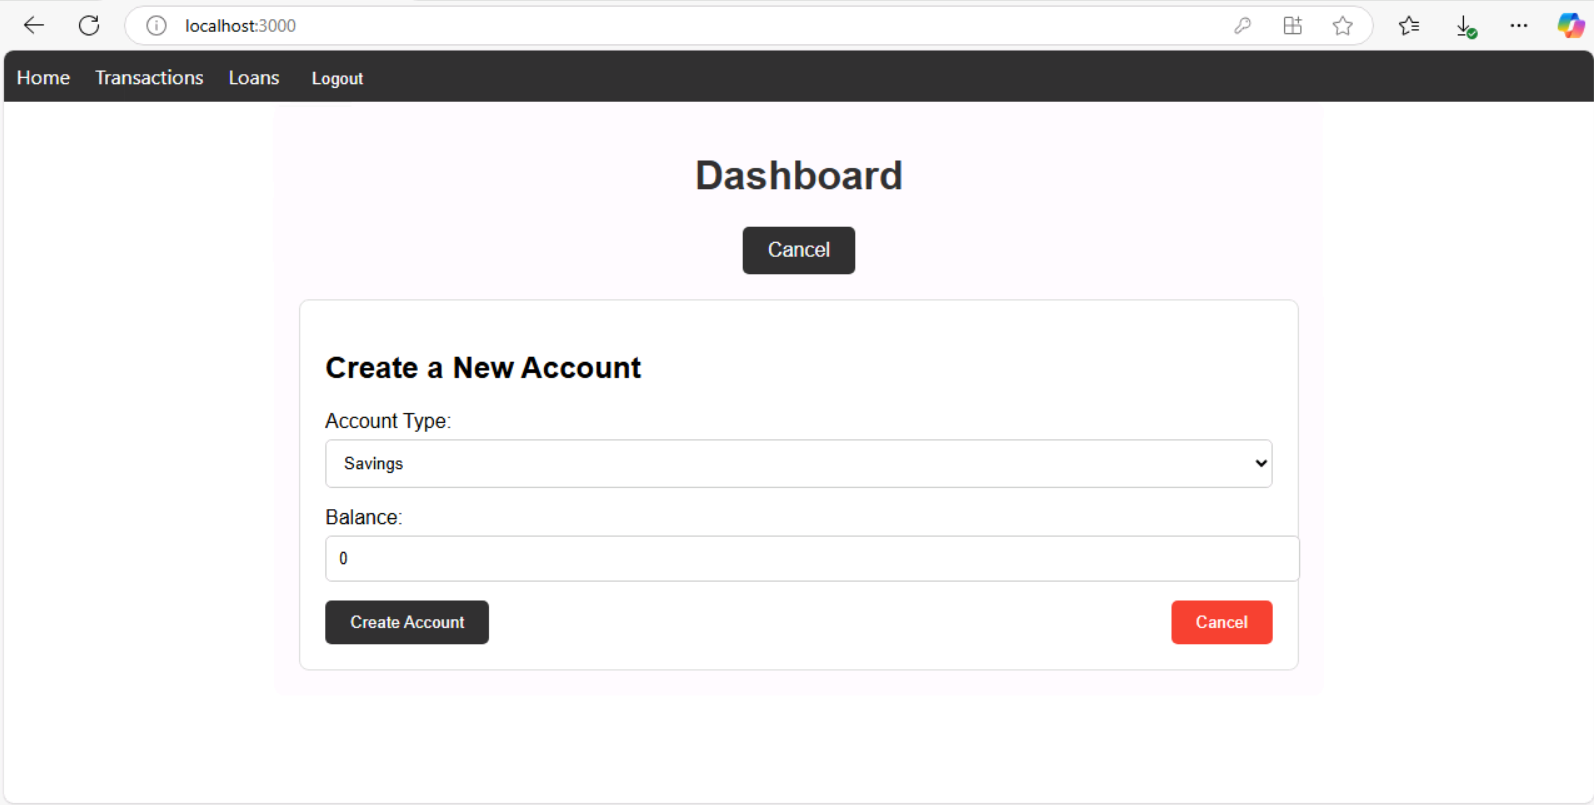 localhost:3000
Home Transactions Loans Logout
Dashboard
Cancel
Create a New Account
Account Type:
Savings
Balance:
0
Create Account Cancel